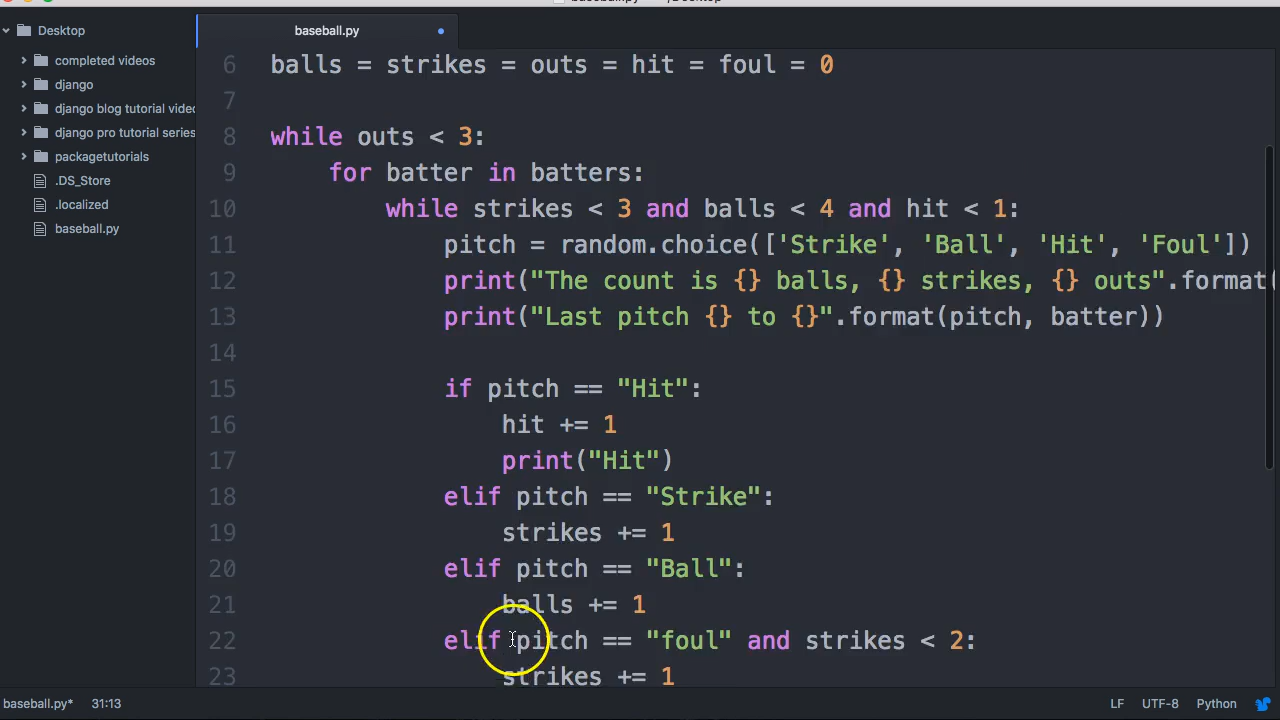 Desktop
completed videos
django
django blog tutorial videc
django pro tutorial series
packagetutorials
.DS_Store
.localized
baseball.py
baseball.py
6 balls = strikes = outs = hit = foul = 0
7
8 while outs < 3:
9 for batter in batters:
10 while strikes < 3 and balls < 4 and hit < 1:
11 pitch = random.choice(['Strike', 'Ball', 'Hit', 'Foul'])
12 print("The count is {} balls, {} strikes, {} outs".format(
13 print("Last pitch {} to {}".format(pitch, batter))
14
15 if pitch == "Hit":
16 hit += 1
17 print("Hit")
18 elif pitch == "Strike":
19 strikes += 1
20 elif pitch == "Ball":
21 balls += 1
22 elif pitch == "foul" and strikes < 2:
23 strikes += 1
baseball.py* 31:13 LF UTF-8 Python